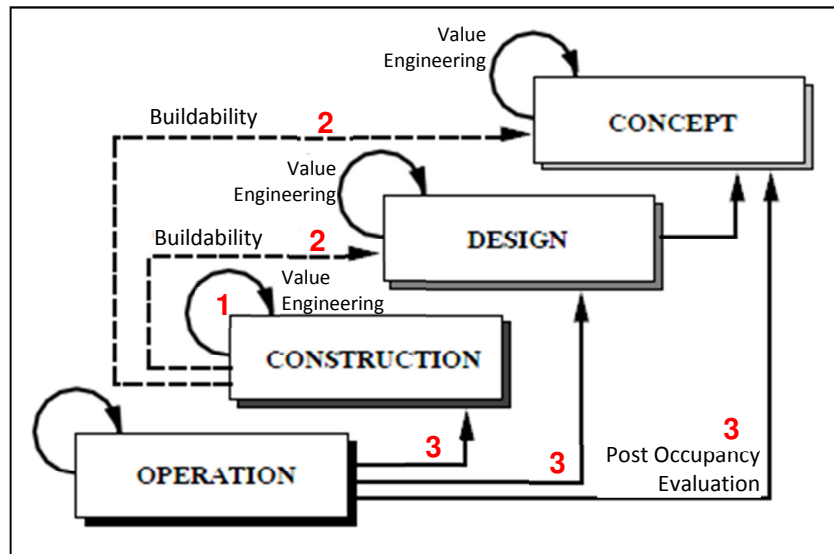 Value
Engineering
CONCEPT
Buildability
2
Value
Engineering
DESIGN
Buildability
2
Value
Engineering
1
CONSTRUCTION
3
3
3
Post Occupancy
Evaluation
OPERATION